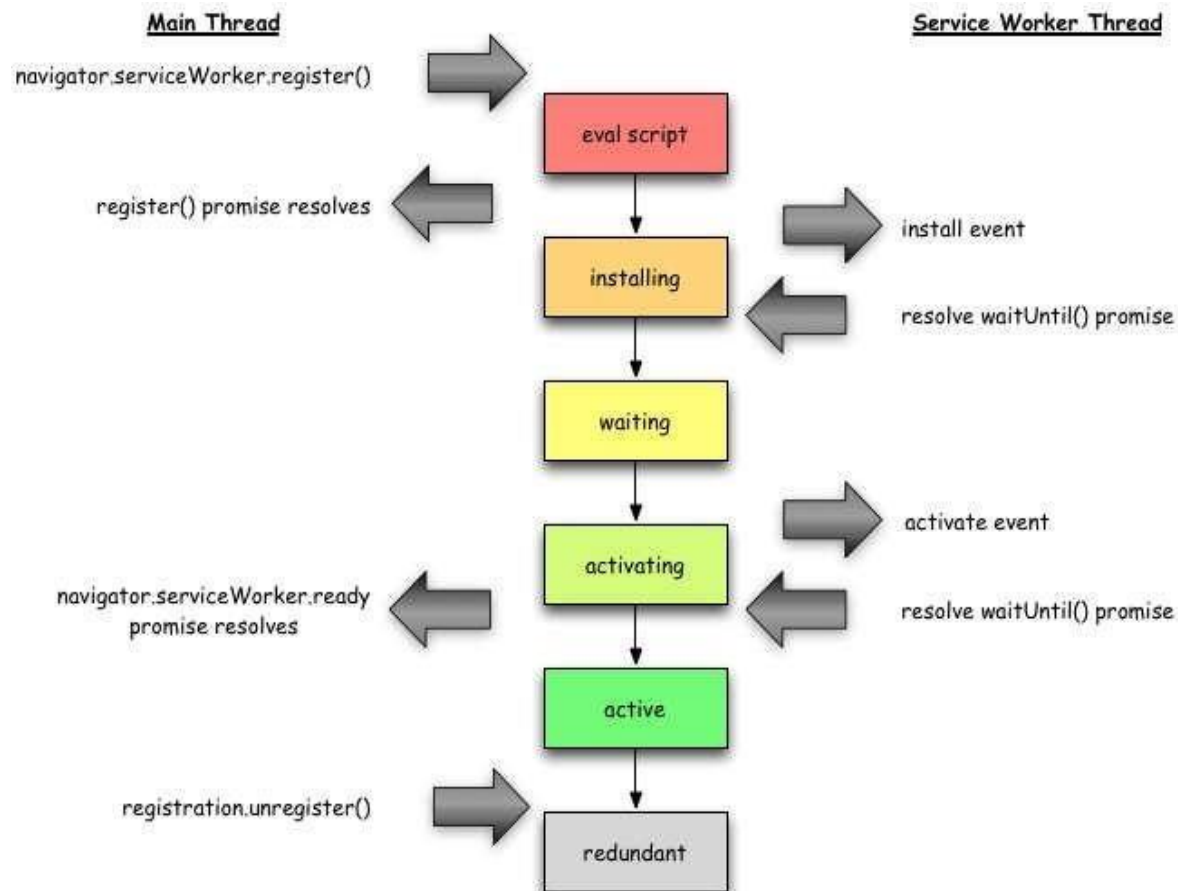 Main Thread
Service Worker Thread
navigator.serviceWorker.register()
eval script
register() promise resolves
install event
installing
resolve waitUntil() promise
waiting
activate event
activating
navigator.serviceWorker.ready
promise resolves
resolve waitUntil() promise
active
registration.unregister()
redundant